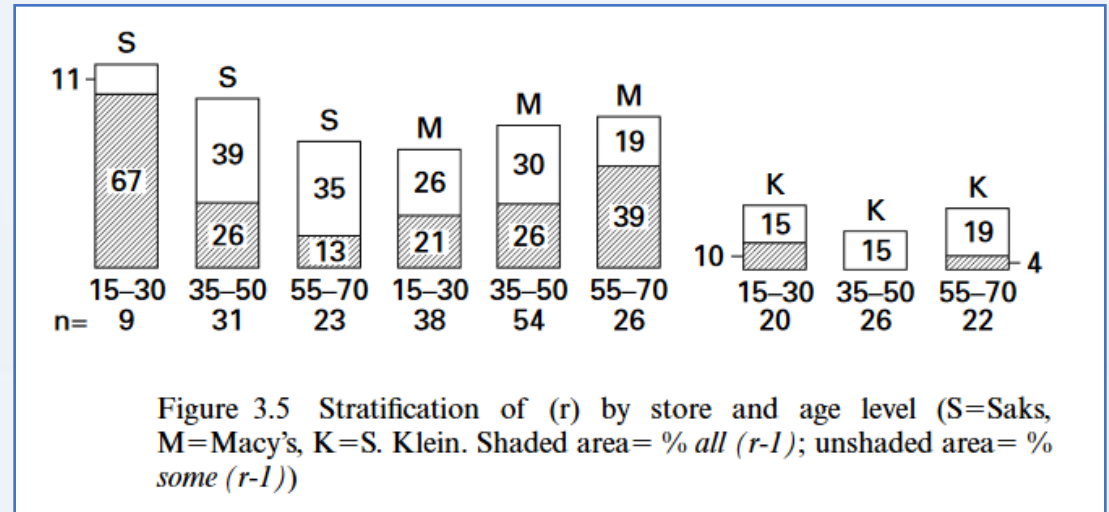 S
11
S
M
S
M
M
39
19
30
67
35
26
K
K
K
39
15
19
26
21
26
15
13
10
4
15–30 35–50 55–70 15–30 35–50 55–70 15–30 35–50 55–70
n= 9 31 23 38 54 26 20 26 22
Figure 3.5 Stratification of (r) by store and age level (S=Saks,
M=Macy's, K=S. Klein. Shaded area= % all (r-1); unshaded area= %
some (r-1))